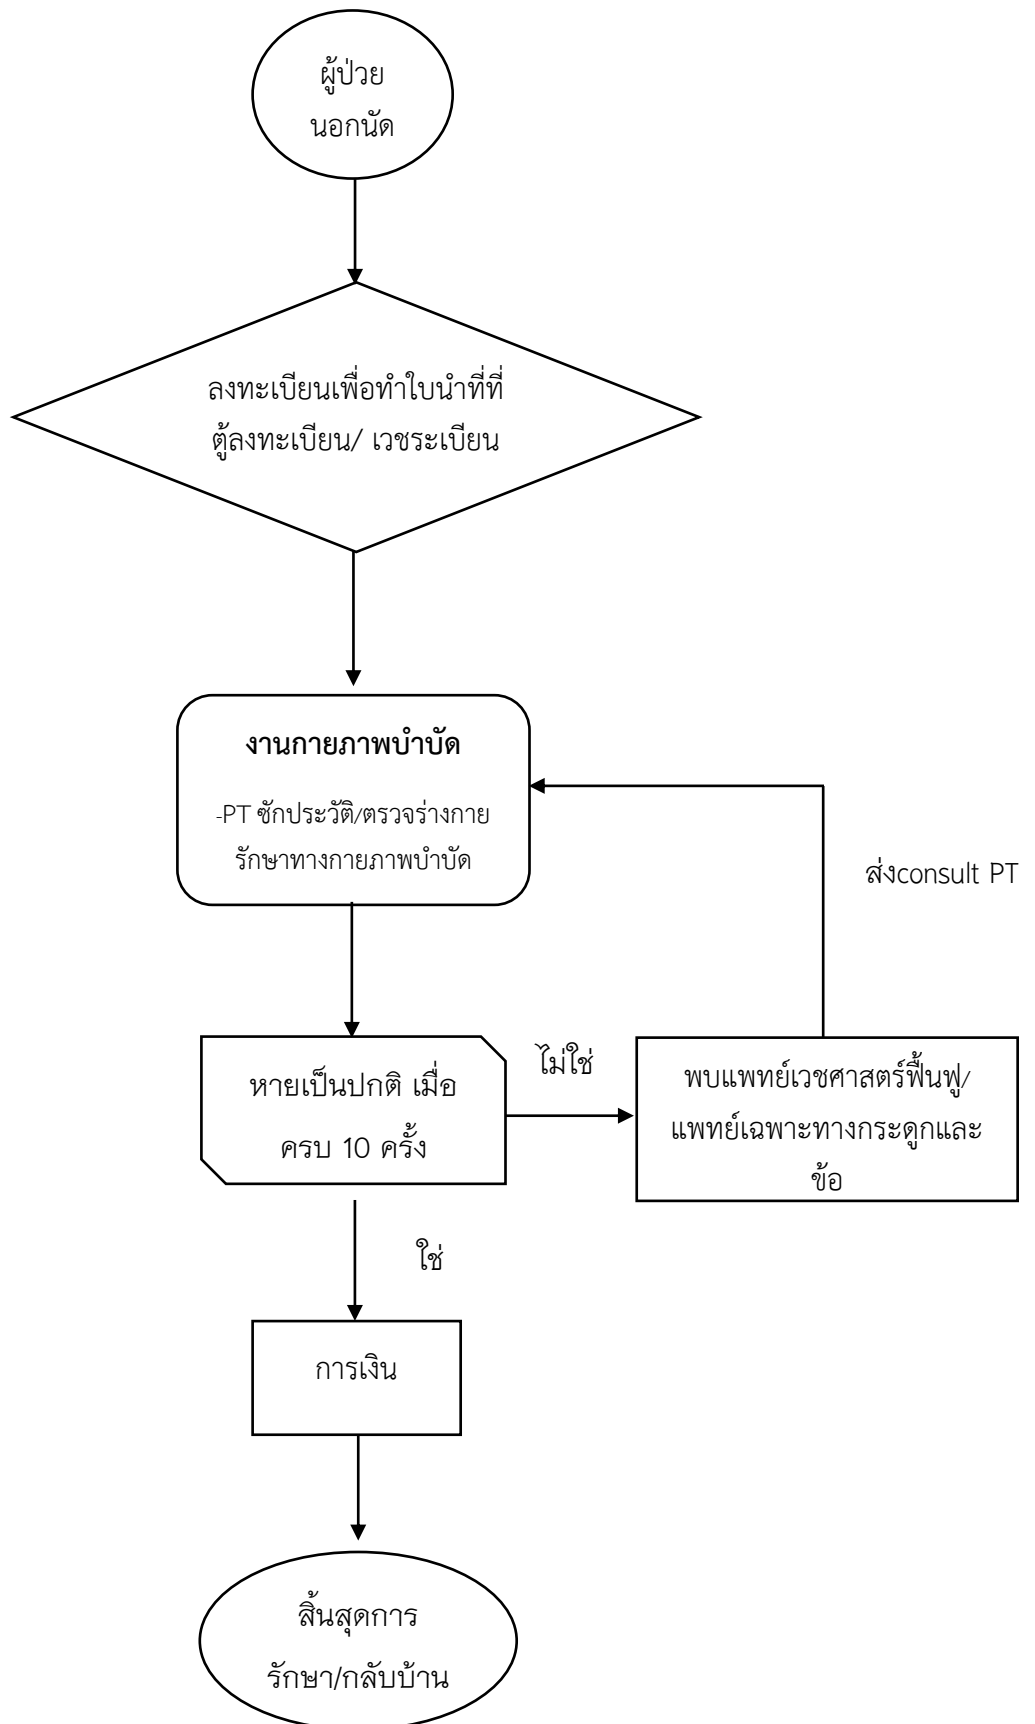 ผู้ป่วย
นอกนัด
ลงทะเบียนเพื่อทำใบนำที่ที่
ตู้ลงทะเบียน/ เวชระเบียน
งานกายภาพบำบัด
-PT ซักประวัติ/ตรวจร่างกาย
รักษาทางกายภาพบำบัด
ส่งconsult PT
หายเป็นปกติ เมื่อ
ครบ 10 ครั้ง
ไม่ใช่
พบแพทย์เวชศาสตร์ฟื้นฟู/
แพทย์เฉพาะทางกระดูกและ
ข้อ
ใช่
การเงิน
สิ้นสุดการ
รักษา/กลับบ้าน